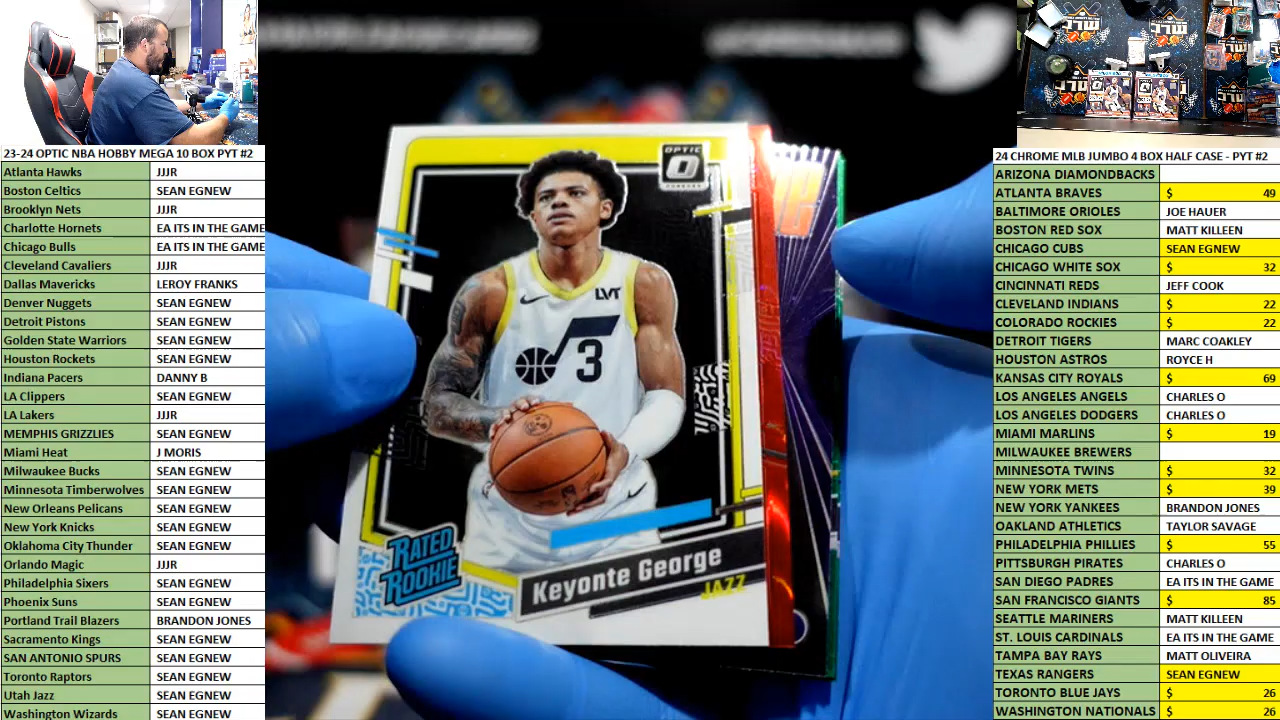 23-24 OPTIC NBA HOBBY MEGA 10 BOX PYT #2
Atlanta Hawks JJJR
Boston Celtics SEAN EGNEW
Brooklyn Nets JJJR
Charlotte Hornets EA ITS IN THE GAME
Chicago Bulls EA ITS IN THE GAME
Cleveland Cavaliers JJJR
Dallas Mavericks LEROY FRANKS
Denver Nuggets SEAN EGNEW
Detroit Pistons SEAN EGNEW
Golden State Warriors SEAN EGNEW
Houston Rockets SEAN EGNEW
Indiana Pacers DANNY B
LA Clippers SEAN EGNEW
LA Lakers JJJR
MEMPHIS GRIZZLIES SEAN EGNEW
Miami Heat J MORIS
Milwaukee Bucks SEAN EGNEW
Minnesota Timberwolves SEAN EGNEW
New Orleans Pelicans SEAN EGNEW
New York Knicks SEAN EGNEW
Oklahoma City Thunder SEAN EGNEW
Orlando Magic JJJR
Philadelphia Sixers SEAN EGNEW
Phoenix Suns SEAN EGNEW
Portland Trail Blazers BRANDON JONES
Sacramento Kings SEAN EGNEW
SAN ANTONIO SPURS SEAN EGNEW
Toronto Raptors SEAN EGNEW
Utah Jazz SEAN EGNEW
Washington Wizards SEAN EGNEW
OPTIC
LVT
3
RATED
ROOKIE
Keyonte George
JAZZ
24 CHROME MLB JUMBO 4 BOX HALF CASE - PYT #2
ARIZONA DIAMONDBACKS
ATLANTA BRAVES $ 49
BALTIMORE ORIOLES JOE HAUER
BOSTON RED SOX MATT KILLEEN
CHICAGO CUBS SEAN EGNEW
CHICAGO WHITE SOX $ 32
CINCINNATI REDS JEFF COOK
CLEVELAND INDIANS $ 22
COLORADO ROCKIES $ 22
DETROIT TIGERS MARC COAKLEY
HOUSTON ASTROS ROYCE H
KANSAS CITY ROYALS $ 69
LOS ANGELES ANGELS CHARLES O
LOS ANGELES DODGERS CHARLES O
MIAMI MARLINS $ 19
MILWAUKEE BREWERS
MINNESOTA TWINS $ 32
NEW YORK METS $ 39
NEW YORK YANKEES BRANDON JONES
OAKLAND ATHLETICS TAYLOR SAVAGE
PHILADELPHIA PHILLIES $ 55
PITTSBURGH PIRATES CHARLES O
SAN DIEGO PADRES EA ITS IN THE GAME
SAN FRANCISCO GIANTS $ 85
SEATTLE MARINERS MATT KILLEEN
ST. LOUIS CARDINALS EA ITS IN THE GAME
TAMPA BAY RAYS MATT OLIVEIRA
TEXAS RANGERS SEAN EGNEW
TORONTO BLUE JAYS $ 26
WASHINGTON NATIONALS $ 26